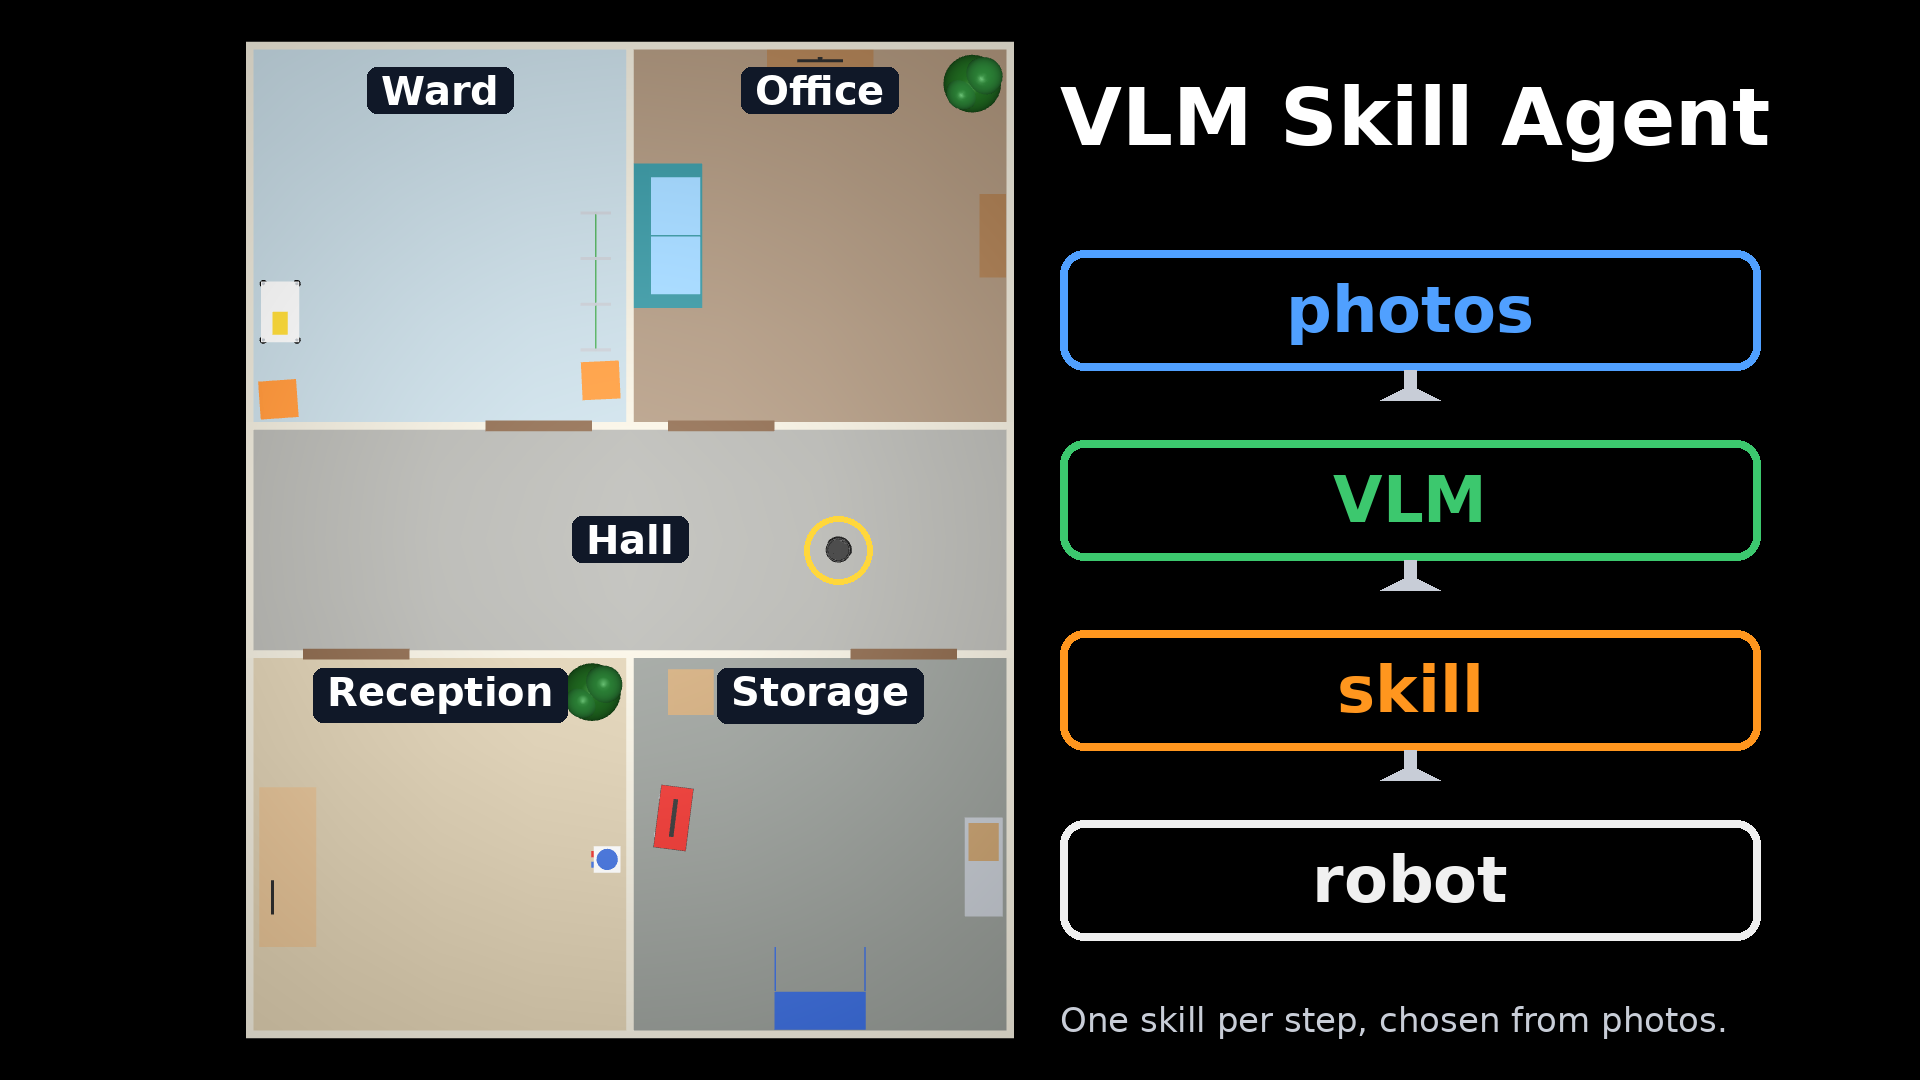 Ward
Office
Hall
Reception
Storage
VLM Skill Agent
photos
VLM
skill
robot
One skill per step, chosen from photos.